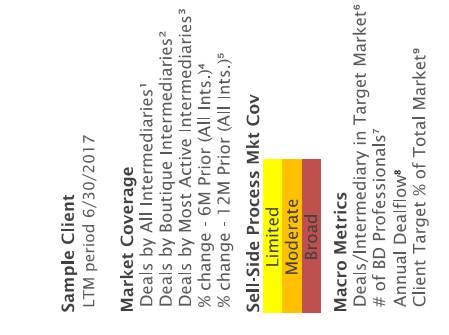 Sample Client
LTM period 6/30/2017
Market Coverage
Deals by All Intermediaries¹
Deals by Boutique Intermediaries²
Deals by Most Active Intermediaries³
% change - 6M Prior (All Ints.)⁴
% change - 12M Prior (All Ints.)⁵
Sell-Side Process Mkt Cov
Limited
Moderate
Broad
Macro Metrics
Deals/Intermediary in Target Market⁶
# of BD Professionals⁷
Annual Dealflow⁸
Client Target % of Total Market⁹